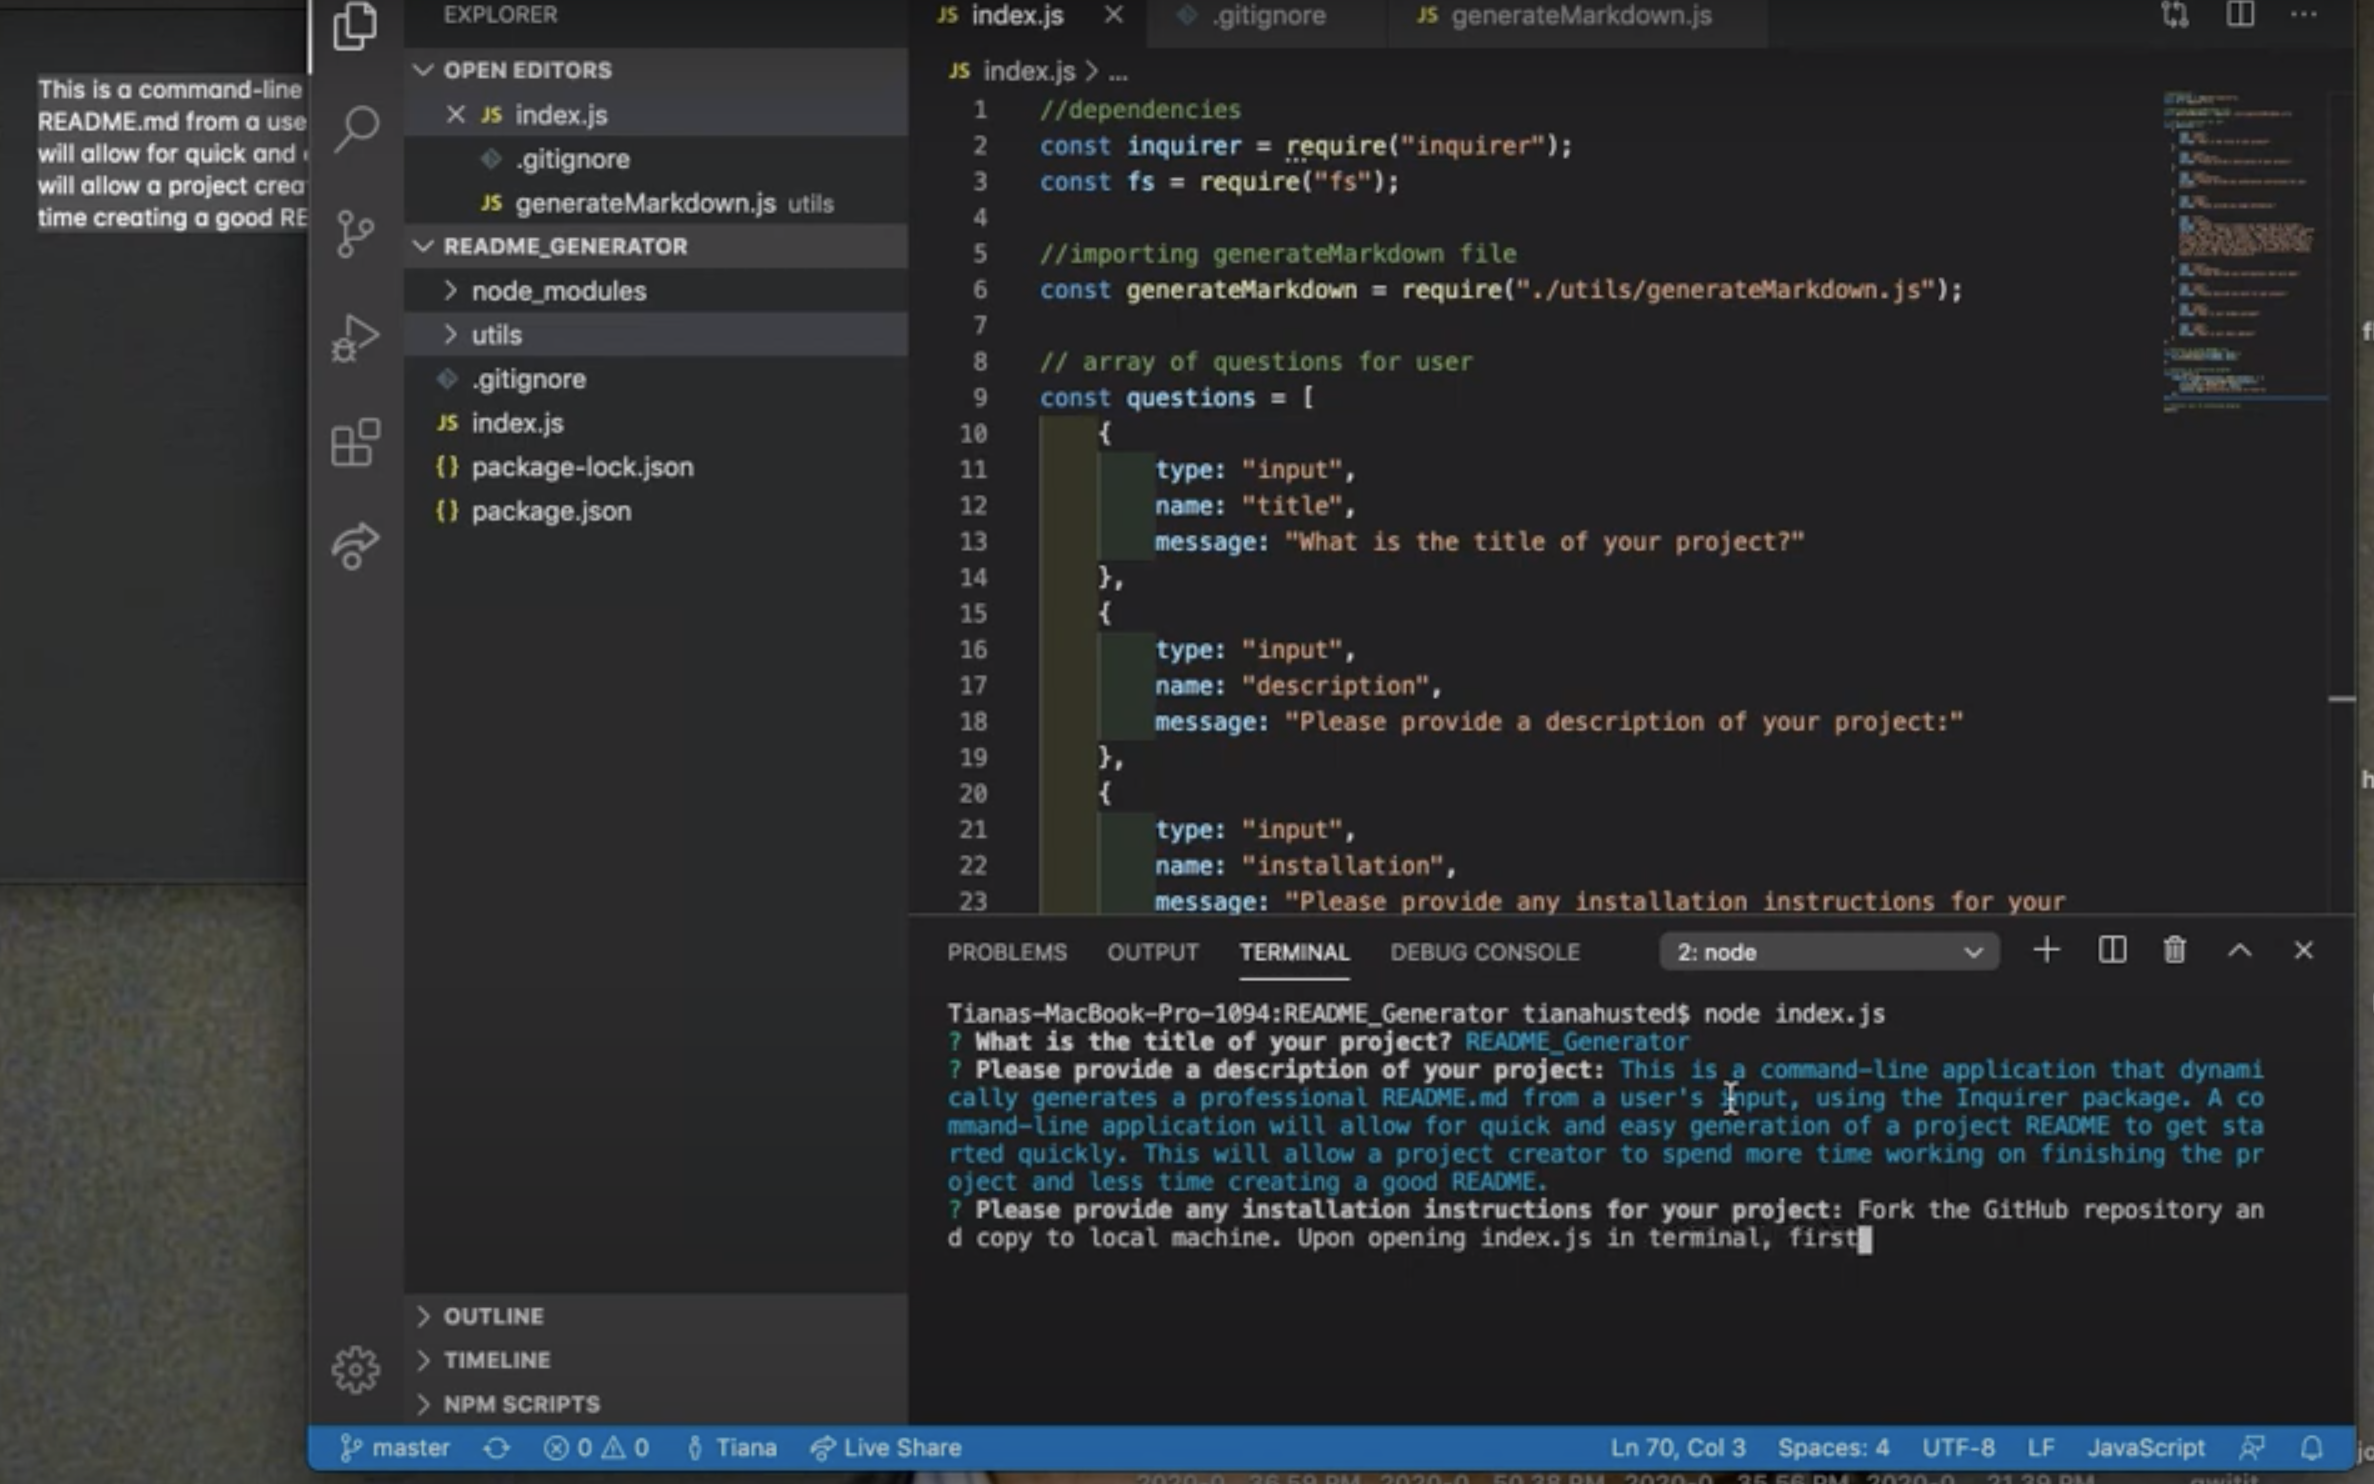 This is a command-line
README.md from a use
will allow for quick and
will allow a project crea
time creating a good RE
EXPLORER
OPEN EDITORS
JS index.js
.gitignore
JS generateMarkdown.js utils
README_GENERATOR
node_modules
utils
.gitignore
JS index.js
{} package-lock.json
{} package.json
OUTLINE
TIMELINE
NPM SCRIPTS
JS index.js
.gitignore
JS generateMarkdown.js
JS index.js > ...
1 //dependencies
2 const inquirer = require("inquirer");
3 const fs = require("fs");
4
5 //importing generateMarkdown file
6 const generateMarkdown = require("./utils/generateMarkdown.js");
7
8 // array of questions for user
9 const questions = [
10 {
11 type: "input",
12 name: "title",
13 message: "What is the title of your project?"
14 },
15 {
16 type: "input",
17 name: "description",
18 message: "Please provide a description of your project:"
19 },
20 {
21 type: "input",
22 name: "installation",
23 message: "Please provide any installation instructions for your
PROBLEMS OUTPUT TERMINAL DEBUG CONSOLE 2: node
Tianas-MacBook-Pro-1094:README_Generator tianahusted$ node index.js
? What is the title of your project? README_Generator
? Please provide a description of your project: This is a command-line application that dynami
cally generates a professional README.md from a user's input, using the Inquirer package. A co
mmand-line application will allow for quick and easy generation of a project README to get sta
rted quickly. This will allow a project creator to spend more time working on finishing the pr
oject and less time creating a good README.
? Please provide any installation instructions for your project: Fork the GitHub repository an
d copy to local machine. Upon opening index.js in terminal, first
master 0 0 Tiana Live Share Ln 70, Col 3 Spaces: 4 UTF-8 LF JavaScript